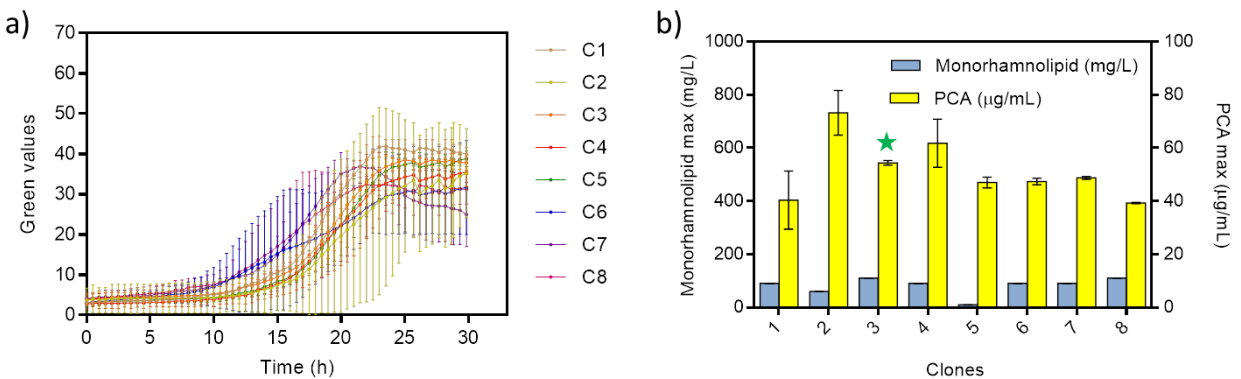 a)
70
60
50
40
30
20
10
0
Green values
0 5 10 15 20 25 30
Time (h)
C1
C2
C3
C4
C5
C6
C7
C8
b)
1000
800
600
400
200
0
Monorhamnolipid max (mg/L)
Monorhamnolipid (mg/L)
PCA (μg/mL)
100
80
60
40
20
0
PCA max (μg/mL)
1 2 3 4 5 6 7 8
Clones